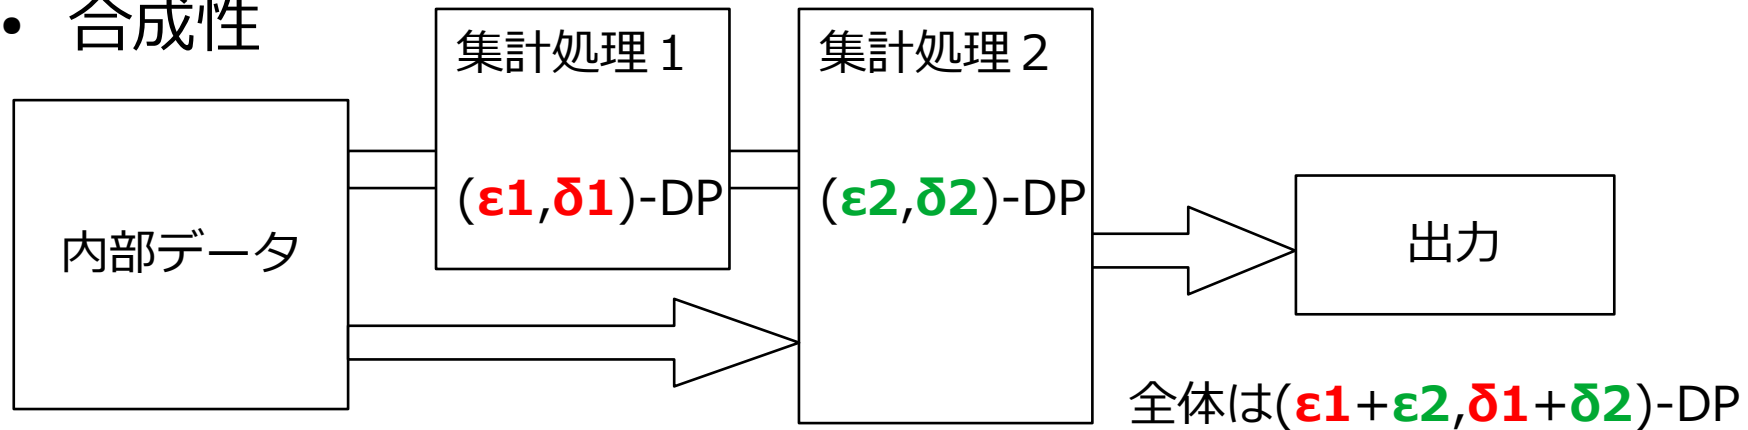 • 合成性
集計処理１
(ε1,δ1)-DP
集計処理２
(ε2,δ2)-DP
内部データ
出力
全体は(ε1+ε2,δ1+δ2)-DP